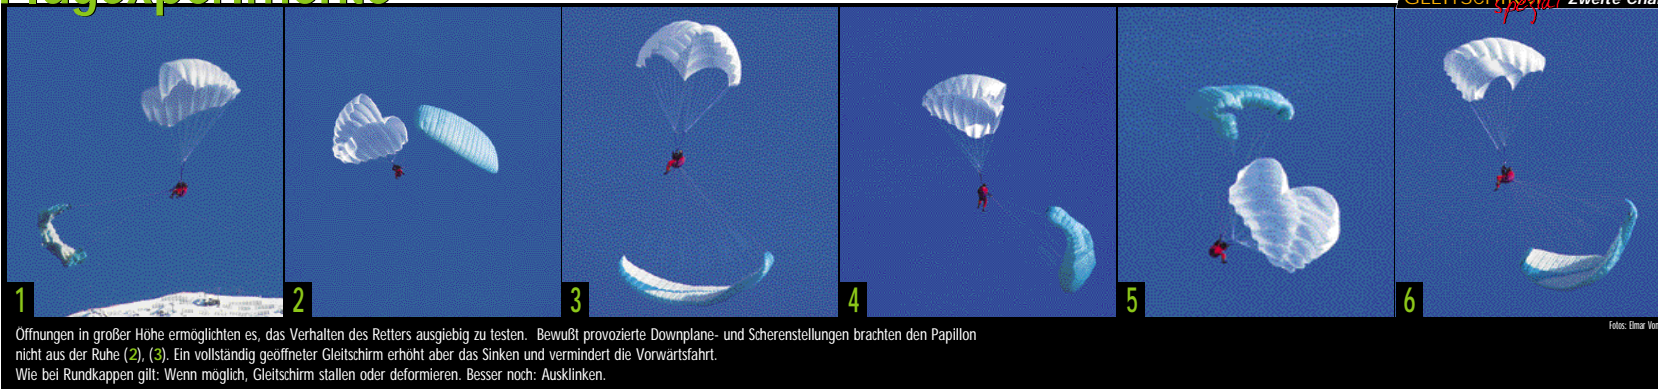 Flugexperimente
spezial Zweite
1
2
3
4
5
6
Öffnungen in großer Höhe ermöglichten es, das Verhalten des Retters ausgiebig zu testen. Bewußt provozierte Downplane- und Scherenstellungen brachten den Papillon
nicht aus der Ruhe (2), (3). Ein vollständig geöffneter Gleitschirm erhöht aber das Sinken und vermindert die Vorwärtsfahrt.
Wie bei Rundkappen gilt: Wenn möglich, Gleitschirm stallen oder deformieren. Besser noch: Ausklinken.
Fotos: Elmar